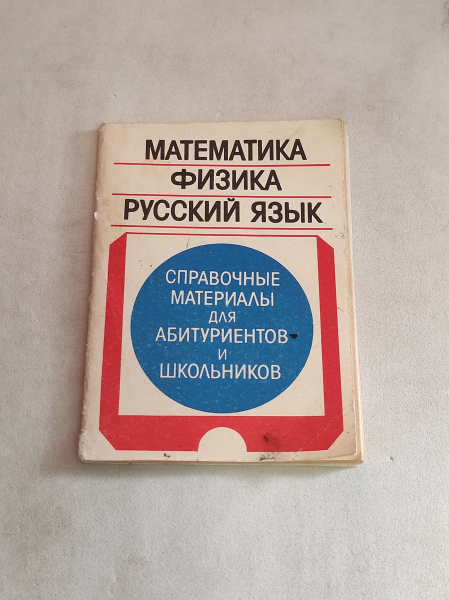 МАТЕМАТИКА
ФИЗИКА
РУССКИЙ ЯЗЫК
СПРАВОЧНЫЕ
МАТЕРИАЛЫ
ДЛЯ
АБИТУРИЕНТОВ
И
ШКОЛЬНИКОВ